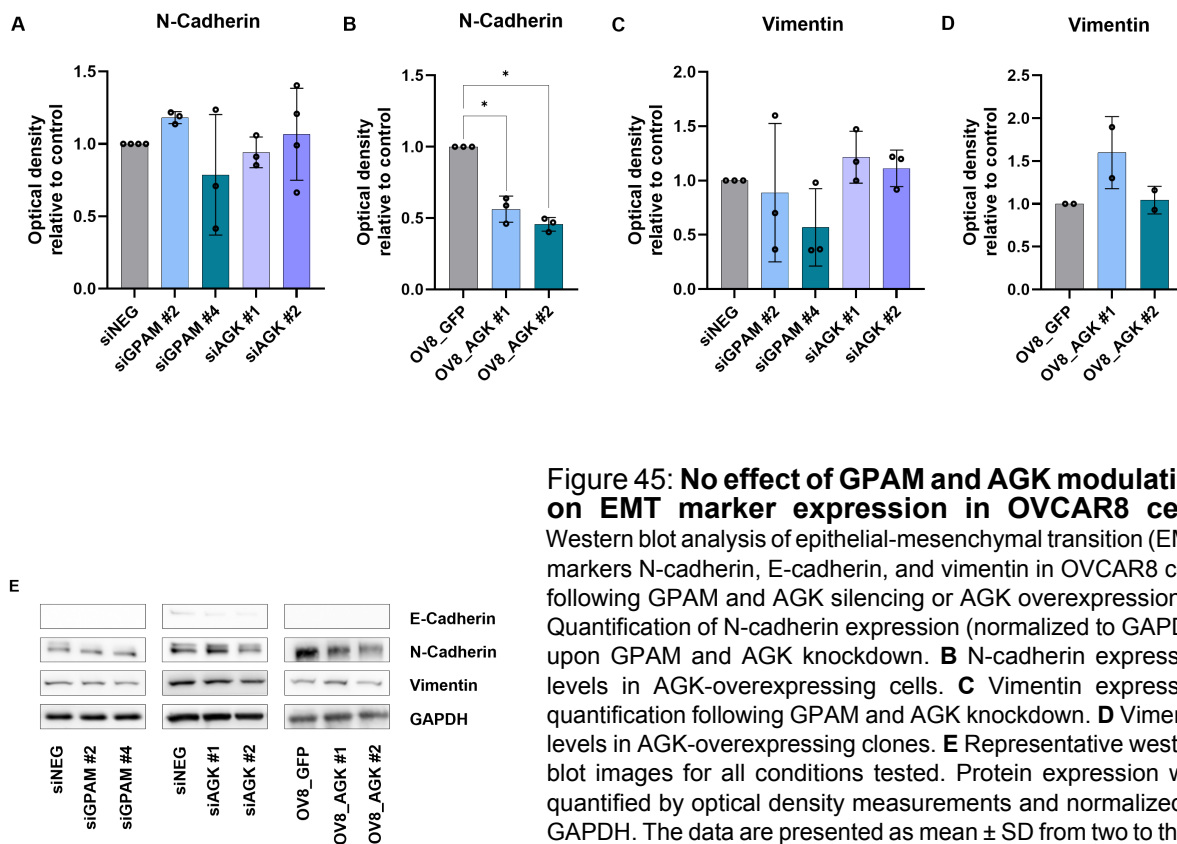 A
N-Cadherin
Optical density
relative to control
1.5
1.0
0.5
0.0
siNEG
siGPAM #2
siGPAM #4
siAGK #1
siAGK #2
B
N-Cadherin
Optical density
relative to control
1.5
1.0
0.5
0.0
*
*
OV8_GFP
OV8_AGK #1
OV8_AGK #2
C
Vimentin
Optical density
relative to control
2.0
1.5
1.0
0.5
0.0
siNEG
siGPAM #2
siGPAM #4
siAGK #1
siAGK #2
D
Vimentin
Optical density
relative to control
2.5
2.0
1.5
1.0
0.5
0.0
OV8_GFP
OV8_AGK #1
OV8_AGK #2
E
E-Cadherin
N-Cadherin
Vimentin
GAPDH
siNEG
siGPAM #2
siGPAM #4
siNEG
siAGK #1
siAGK #2
OV8_GFP
OV8_AGK #1
OV8_AGK #2
Figure 45: No effect of GPAM and AGK modulati
on EMT marker expression in OVCAR8 ce
Western blot analysis of epithelial-mesenchymal transition (EM
markers N-cadherin, E-cadherin, and vimentin in OVCAR8 c
following GPAM and AGK silencing or AGK overexpression
Quantification of N-cadherin expression (normalized to GAPD
upon GPAM and AGK knockdown. B N-cadherin express
levels in AGK-overexpressing cells. C Vimentin express
quantification following GPAM and AGK knockdown. D Vimen
levels in AGK-overexpressing clones. E Representative weste
blot images for all conditions tested. Protein expression w
quantified by optical density measurements and normalized
GAPDH. The data are presented as mean ± SD from two to th